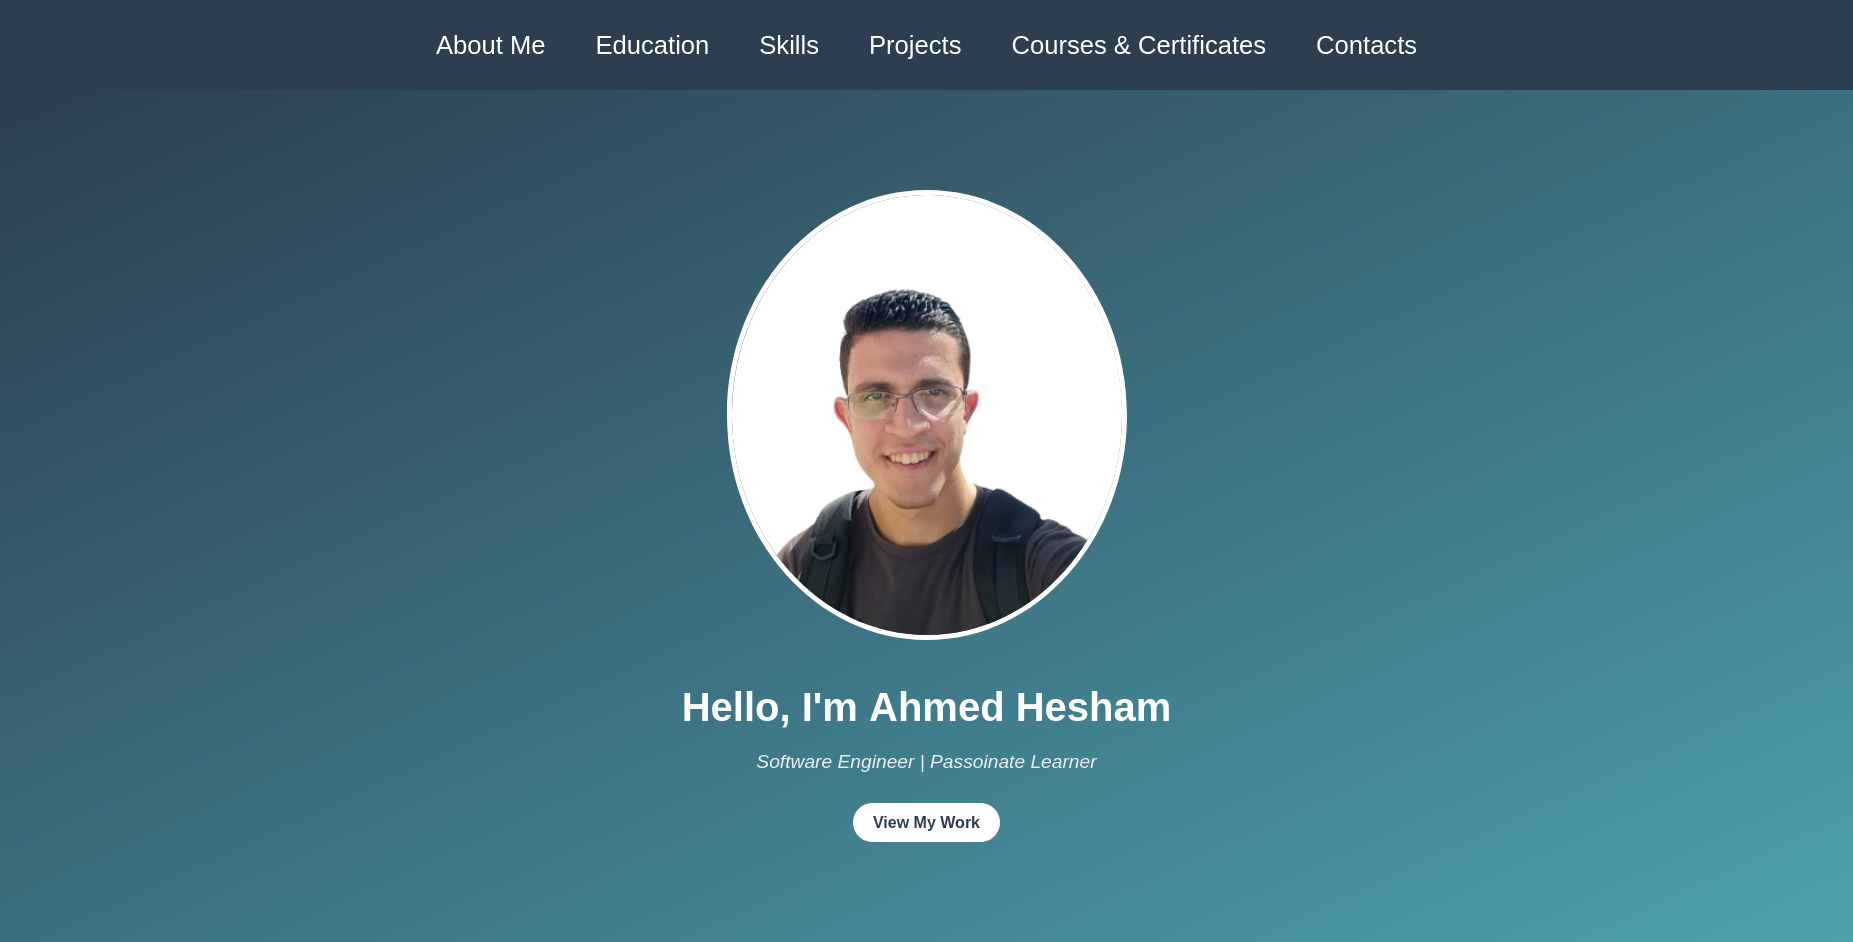 About Me Education Skills Projects Courses & Certificates Contacts
Hello, I'm Ahmed Hesham
Software Engineer | Passoinate Learner
View My Work